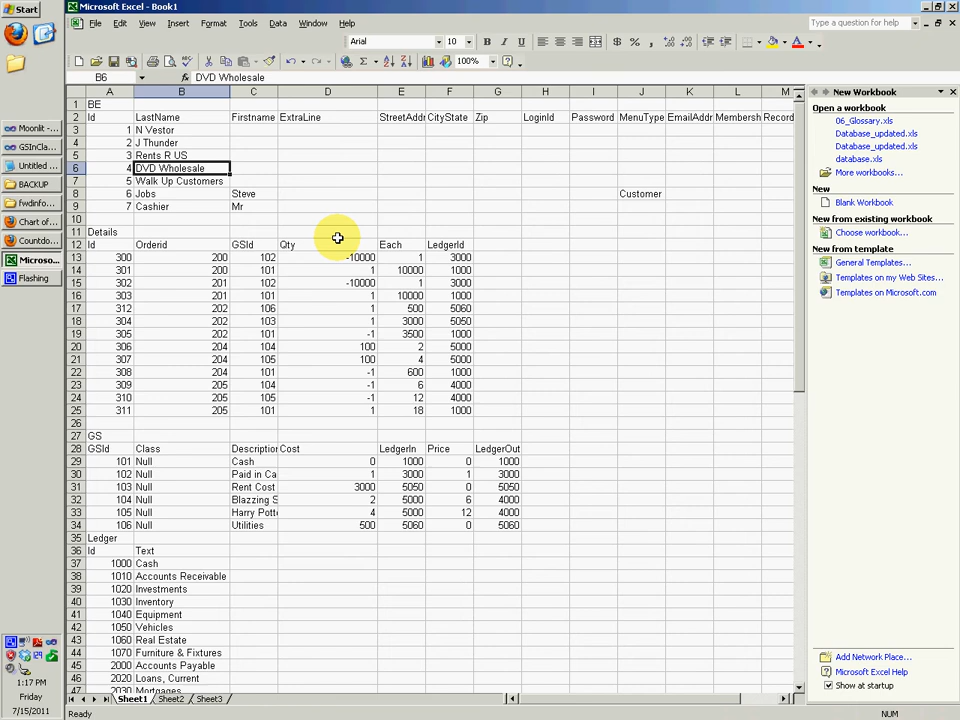 Start
Microsoft Excel - Book1
File Edit View Insert Format Tools Data Window Help
Type a question for help
Arial 10 B I U $ % ,
100%
B6 fx DVD Wholesale
A B C D E F G H I J K L M
1 BE
2 Id LastName Firstname ExtraLine StreetAddr CityState Zip LoginId Password MenuType EmailAddr Membersh Record
3 1 N Vestor
4 2 J Thunder
5 3 Rents R US
6 4 DVD Wholesale
7 5 Walk Up Customers
8 6 Jobs Steve Customer
9 7 Cashier Mr
10
11 Details
12 Id Orderid GSId Qty Each LedgerId
13 300 200 102 -10000 1 3000
14 301 200 101 1 10000 1000
15 302 201 102 -10000 1 3000
16 303 201 101 1 10000 1000
17 312 202 106 1 500 5060
18 304 202 103 1 3000 5050
19 305 202 101 -1 3500 1000
20 306 204 104 100 2 5000
21 307 204 105 100 4 5000
22 308 204 101 -1 600 1000
23 309 205 104 -1 6 4000
24 310 205 105 -1 12 4000
25 311 205 101 1 18 1000
26
27 GS
28 GSId Class Description Cost LedgerIn Price LedgerOut
29 101 Null Cash 0 1000 0 1000
30 102 Null Paid in Ca 1 3000 1 3000
31 103 Null Rent Cost 3000 5050 0 5050
32 104 Null Blazzing S 2 5000 6 4000
33 105 Null Harry Potte 4 5000 12 4000
34 106 Null Utilities 500 5060 0 5060
35 Ledger
36 Id Text
37 1000 Cash
38 1010 Accounts Receivable
39 1020 Investments
40 1030 Inventory
41 1040 Equipment
42 1050 Vehicles
43 1060 Real Estate
44 1070 Furniture & Fixtures
45 2000 Accounts Payable
46 2020 Loans, Current
47 2030 Mortgages
Sheet1 Sheet2 Sheet3
Ready
NUM
New Workbook
Open a workbook
06_Glossary.xls
Database_updated.xls
Database_updated.xls
database.xls
More workbooks...
New
Blank Workbook
New from existing workbook
Choose workbook...
New from template
General Templates...
Templates on my Web Sites...
Templates on Microsoft.com
Add Network Place...
Microsoft Excel Help
Show at startup
Moonlit -...
GSInCla...
Untitled ...
BACKUP
fwdinfo...
Chart of...
Countdo...
Microso...
Flashing
1:17 PM
Friday
7/15/2011